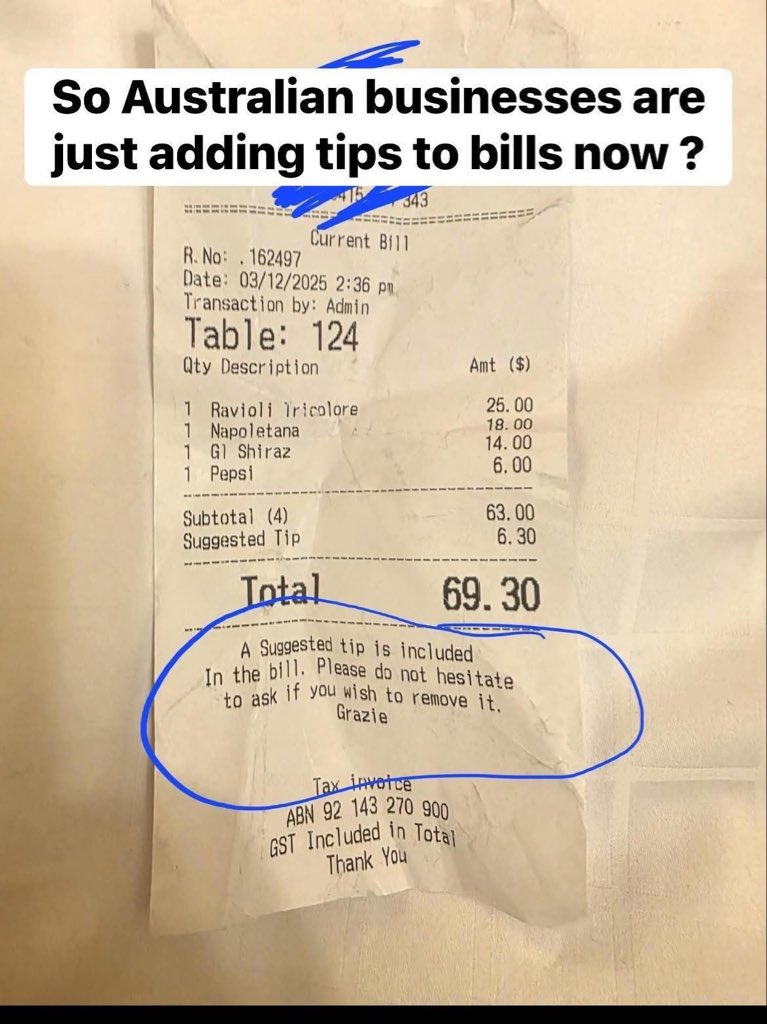 So Australian businesses are
just adding tips to bills now ?
343
Current Bill
R.No: .162497
Date: 03/12/2025 2:36 pm
Transaction by: Admin
Table: 124
Qty Description Amt ($)
1 Ravioli Tricolore 25.00
1 Napoletana 18.00
1 Gl Shiraz 14.00
1 Pepsi 6.00
Subtotal (4) 63.00
Suggested Tip 6.30
Total 69.30
A Suggested tip is included
In the bill. Please do not hesitate
to ask if you wish to remove it.
Grazie
Tax invoice
ABN 92 143 270 900
GST Included in Total
Thank You